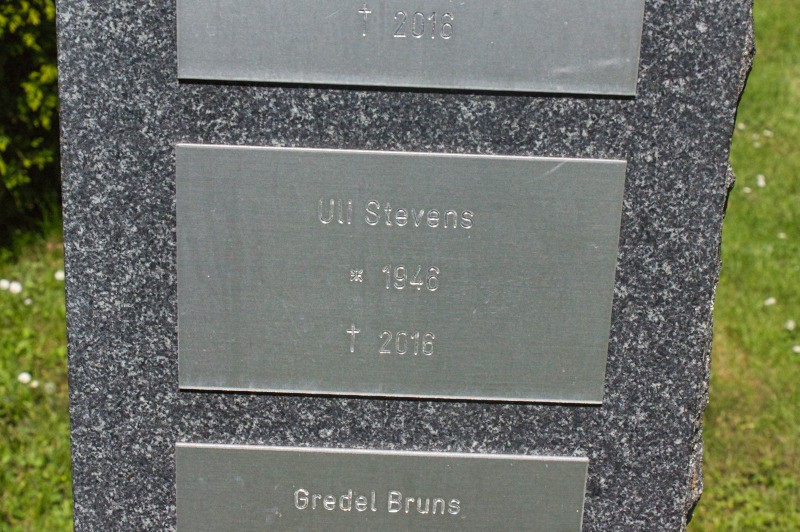 † 2016
Uli Stevens
* 1946
† 2016
Gredel Bruns